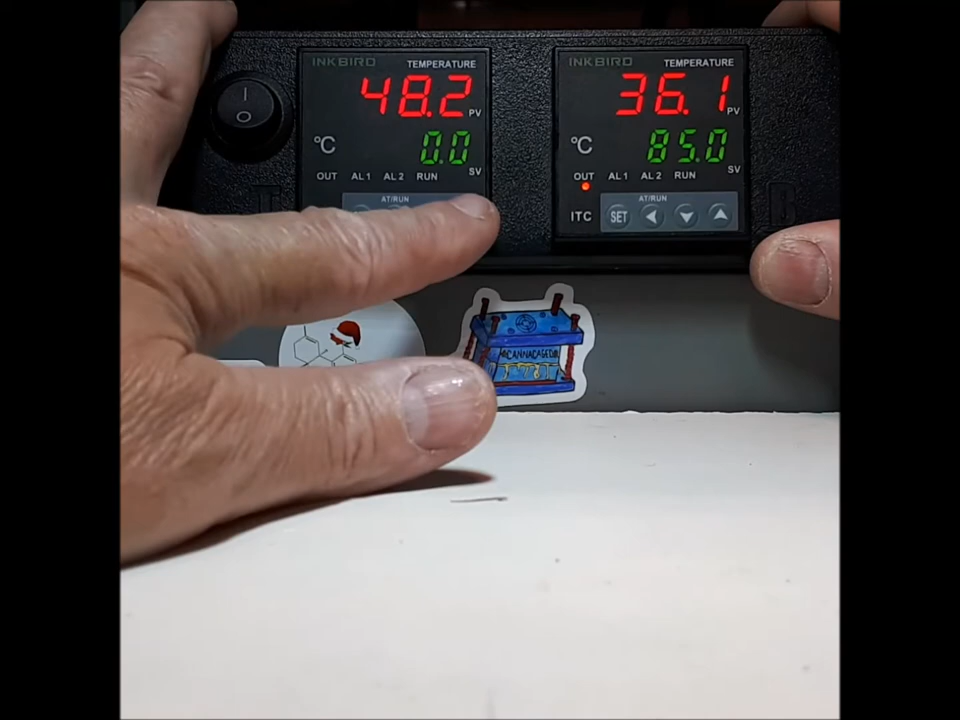 INKBIRD TEMPERATURE
48.2 PV
°C 0.0 SV
OUT AL1 AL2 RUN
AT/RUN
INKBIRD TEMPERATURE
36.1 PV
°C 85.0 SV
OUT AL1 AL2 RUN
AT/RUN
ITC SET
I
O